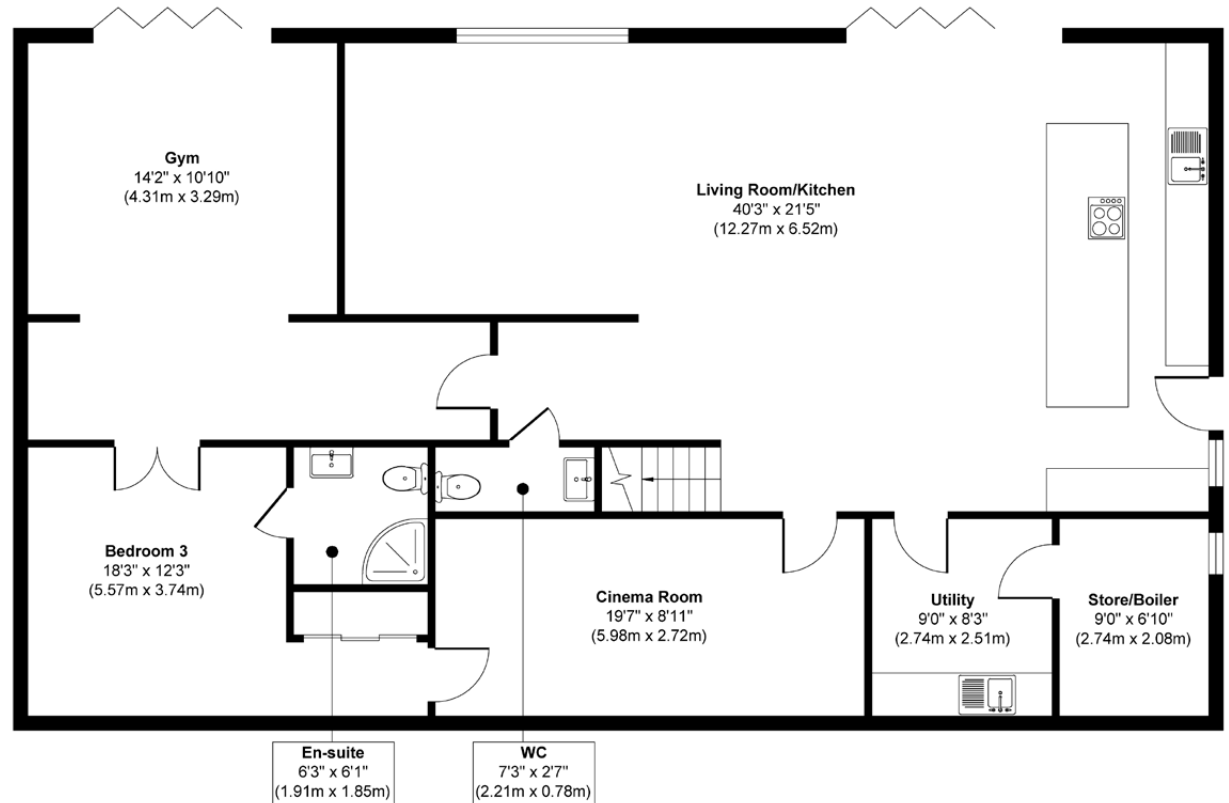 Gym
14'2" x 10'10"
(4.31m x 3.29m)
Living Room/Kitchen
40'3" x 21'5"
(12.27m x 6.52m)
Bedroom 3
18'3" x 12'3"
(5.57m x 3.74m)
Cinema Room
19'7" x 8'11"
(5.98m x 2.72m)
Utility
9'0" x 8'3"
(2.74m x 2.51m)
Store/Boiler
9'0" x 6'10"
(2.74m x 2.08m)
En-suite
6'3" x 6'1"
(1.91m x 1.85m)
WC
7'3" x 2'7"
(2.21m x 0.78m)